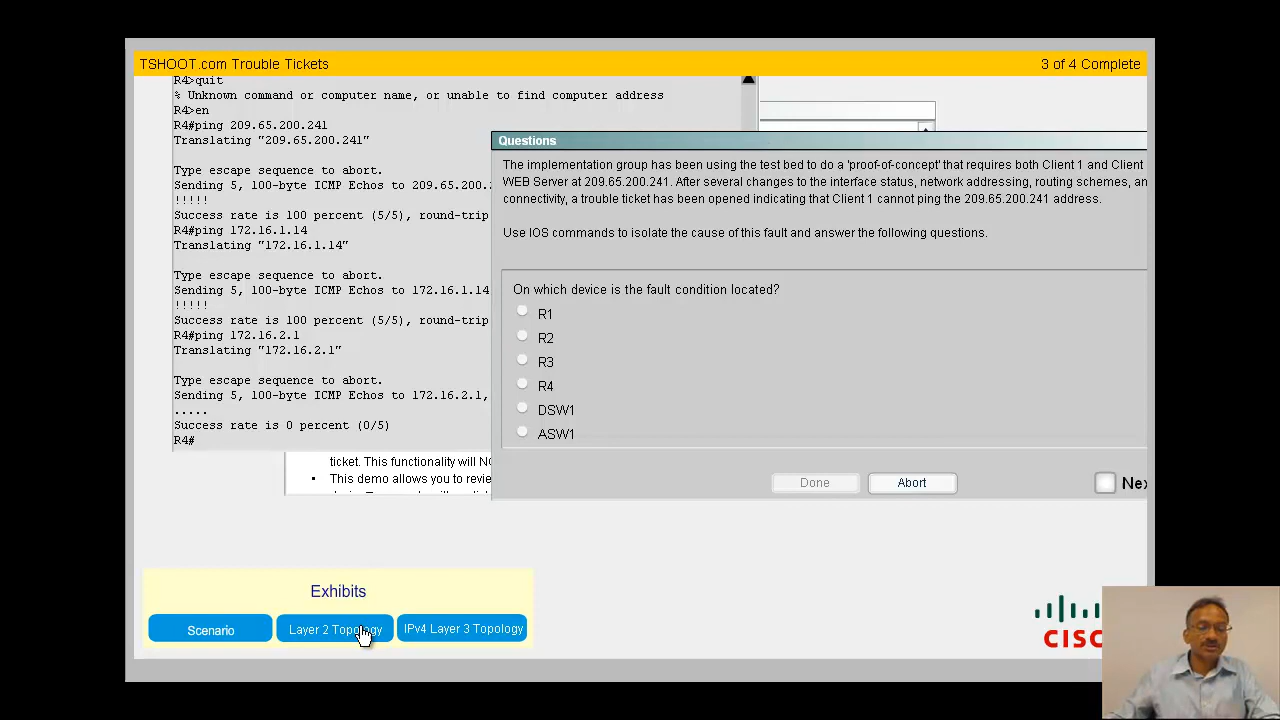 TSHOOT.com Trouble Tickets
3 of 4 Complete
R4>quit
% Unknown command or computer name, or unable to find computer address
R4>en
R4#ping 209.65.200.241
Translating "209.65.200.241"
Type escape sequence to abort.
Sending 5, 100-byte ICMP Echos to 209.65.200.2
!!!!!
Success rate is 100 percent (5/5), round-trip
R4#ping 172.16.1.14
Translating "172.16.1.14"
Type escape sequence to abort.
Sending 5, 100-byte ICMP Echos to 172.16.1.14
!!!!!
Success rate is 100 percent (5/5), round-trip
R4#ping 172.16.2.1
Translating "172.16.2.1"
Type escape sequence to abort.
Sending 5, 100-byte ICMP Echos to 172.16.2.1,
.....
Success rate is 0 percent (0/5)
R4#
ticket. This functionality will NO
▪ This demo allows you to revie
Questions
The implementation group has been using the test bed to do a 'proof-of-concept' that requires both Client 1 and Client
WEB Server at 209.65.200.241. After several changes to the interface status, network addressing, routing schemes, an
connectivity, a trouble ticket has been opened indicating that Client 1 cannot ping the 209.65.200.241 address.
Use IOS commands to isolate the cause of this fault and answer the following questions.
On which device is the fault condition located?
R1
R2
R3
R4
DSW1
ASW1
Done
Abort
Nex
Exhibits
Scenario
Layer 2 Topology
IPv4 Layer 3 Topology
CISC